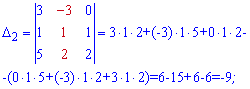 Δ₂ = |3 -3 0| = 3·1·2+(-3)·1·5+0·1·2-
|1 1 1|
|5 2 2|
-(0·1·5+(-3)·1·2+3·1·2)=6-15+6-6=-9;